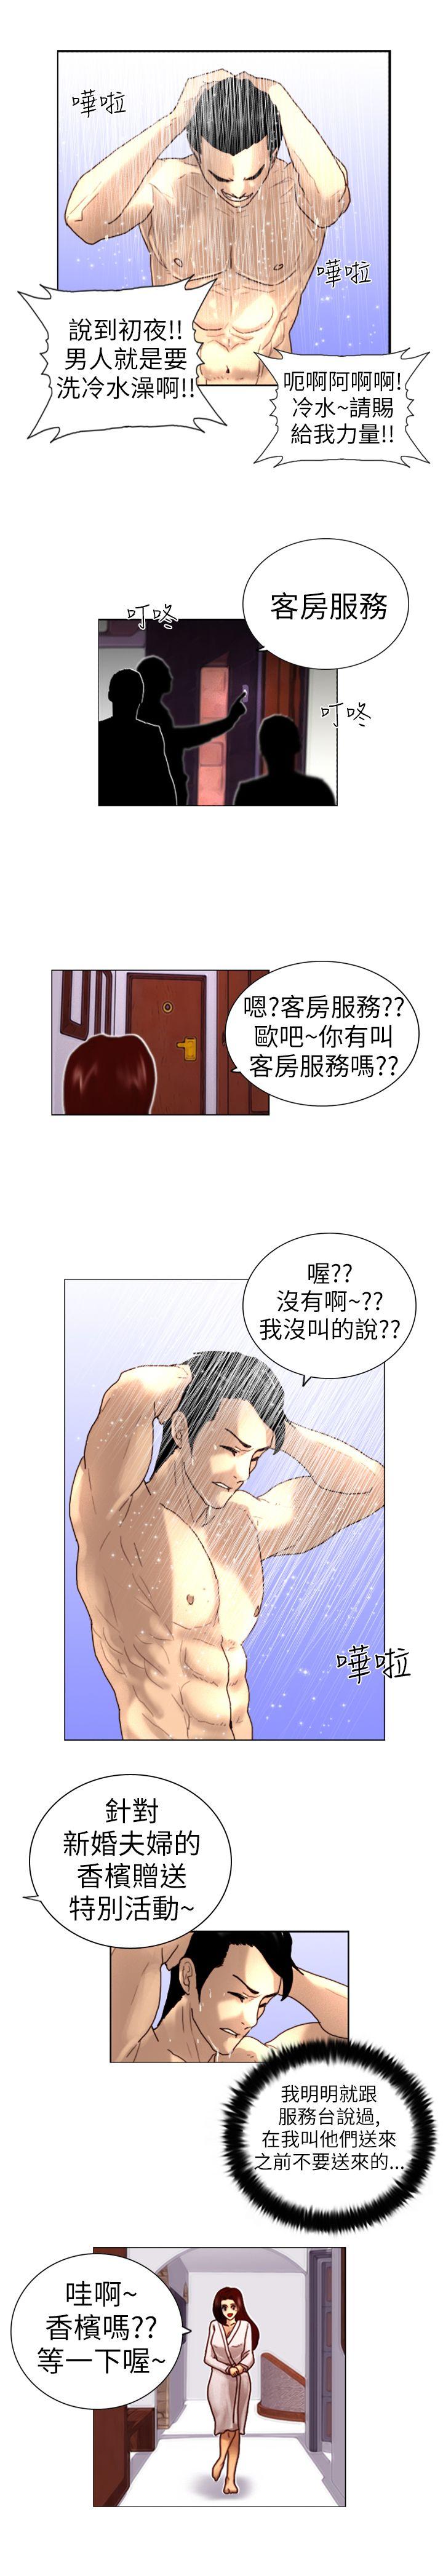 嘩啦
嘩啦
說到初夜!!
男人就是要
洗冷水澡啊!!
呃啊阿啊啊!
冷水~請賜
給我力量!!
客房服務
叮咚
叮咚
嗯?客房服務??
歐吧~你有叫
客房服務嗎??
喔??
沒有啊~??
我沒叫的說??
嘩啦
針對
新婚夫婦的
香檳贈送
特別活動~
我明明就跟
服務台說過,
在我叫他們送來
之前不要送來的...
哇啊~
香檳嗎??
等一下喔~